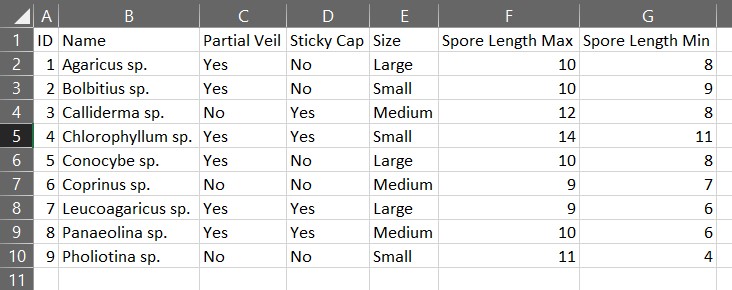 A B C D E F G
1 ID Name Partial Veil Sticky Cap Size Spore Length Max Spore Length Min
2 1 Agaricus sp. Yes No Large 10 8
3 2 Bolbitius sp. Yes No Small 10 9
4 3 Calliderma sp. No Yes Medium 12 8
5 4 Chlorophyllum sp. Yes Yes Small 14 11
6 5 Conocybe sp. Yes No Large 10 8
7 6 Coprinus sp. No No Medium 9 7
8 7 Leucoagaricus sp. Yes Yes Large 9 6
9 8 Panaeolina sp. Yes Yes Medium 10 6
10 9 Pholiotina sp. No No Small 11 4
11